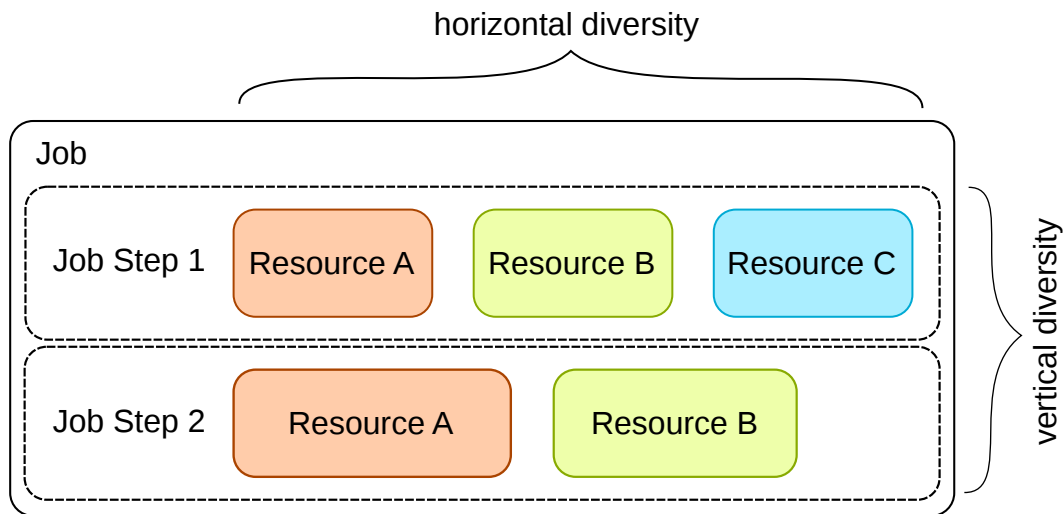 horizontal diversity
Job
Job Step 1
Resource A
Resource B
Resource C
Job Step 2
Resource A
Resource B
vertical diversity